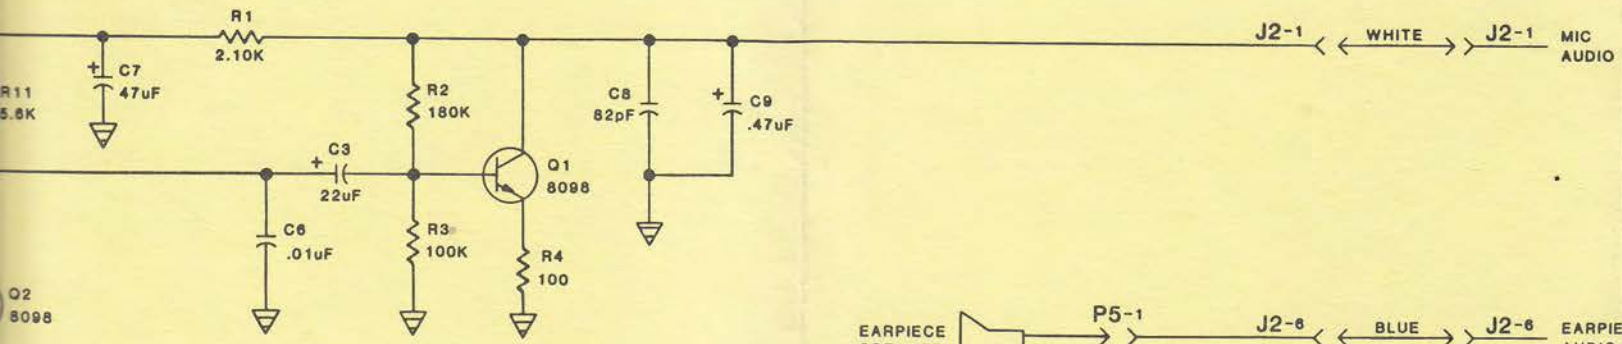 R1
2.10K
J2-1
WHITE
J2-1
MIC
AUDIO
+
C7
47uF
R11
5.6K
R2
180K
C8
82pF
+
C9
.47uF
+
C3
22uF
Q1
8098
C6
.01uF
R3
100K
R4
100
Q2
8098
EARPIECE
P5-1
J2-6
BLUE
J2-6
EARPIE